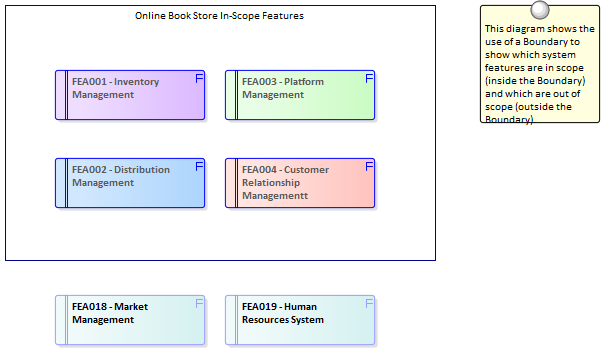 Online Book Store In-Scope Features
FEA001 - Inventory
Management
F
FEA003 - Platform
Management
F
FEA002 - Distribution
Management
F
FEA004 - Customer
Relationship
Managementt
F
FEA018 - Market
Management
F
FEA019 - Human
Resources System
F
This diagram shows the
use of a Boundary to
show which system
features are in scope
(inside the Boundary)
and which are out of
scope (outside the
Boundary)